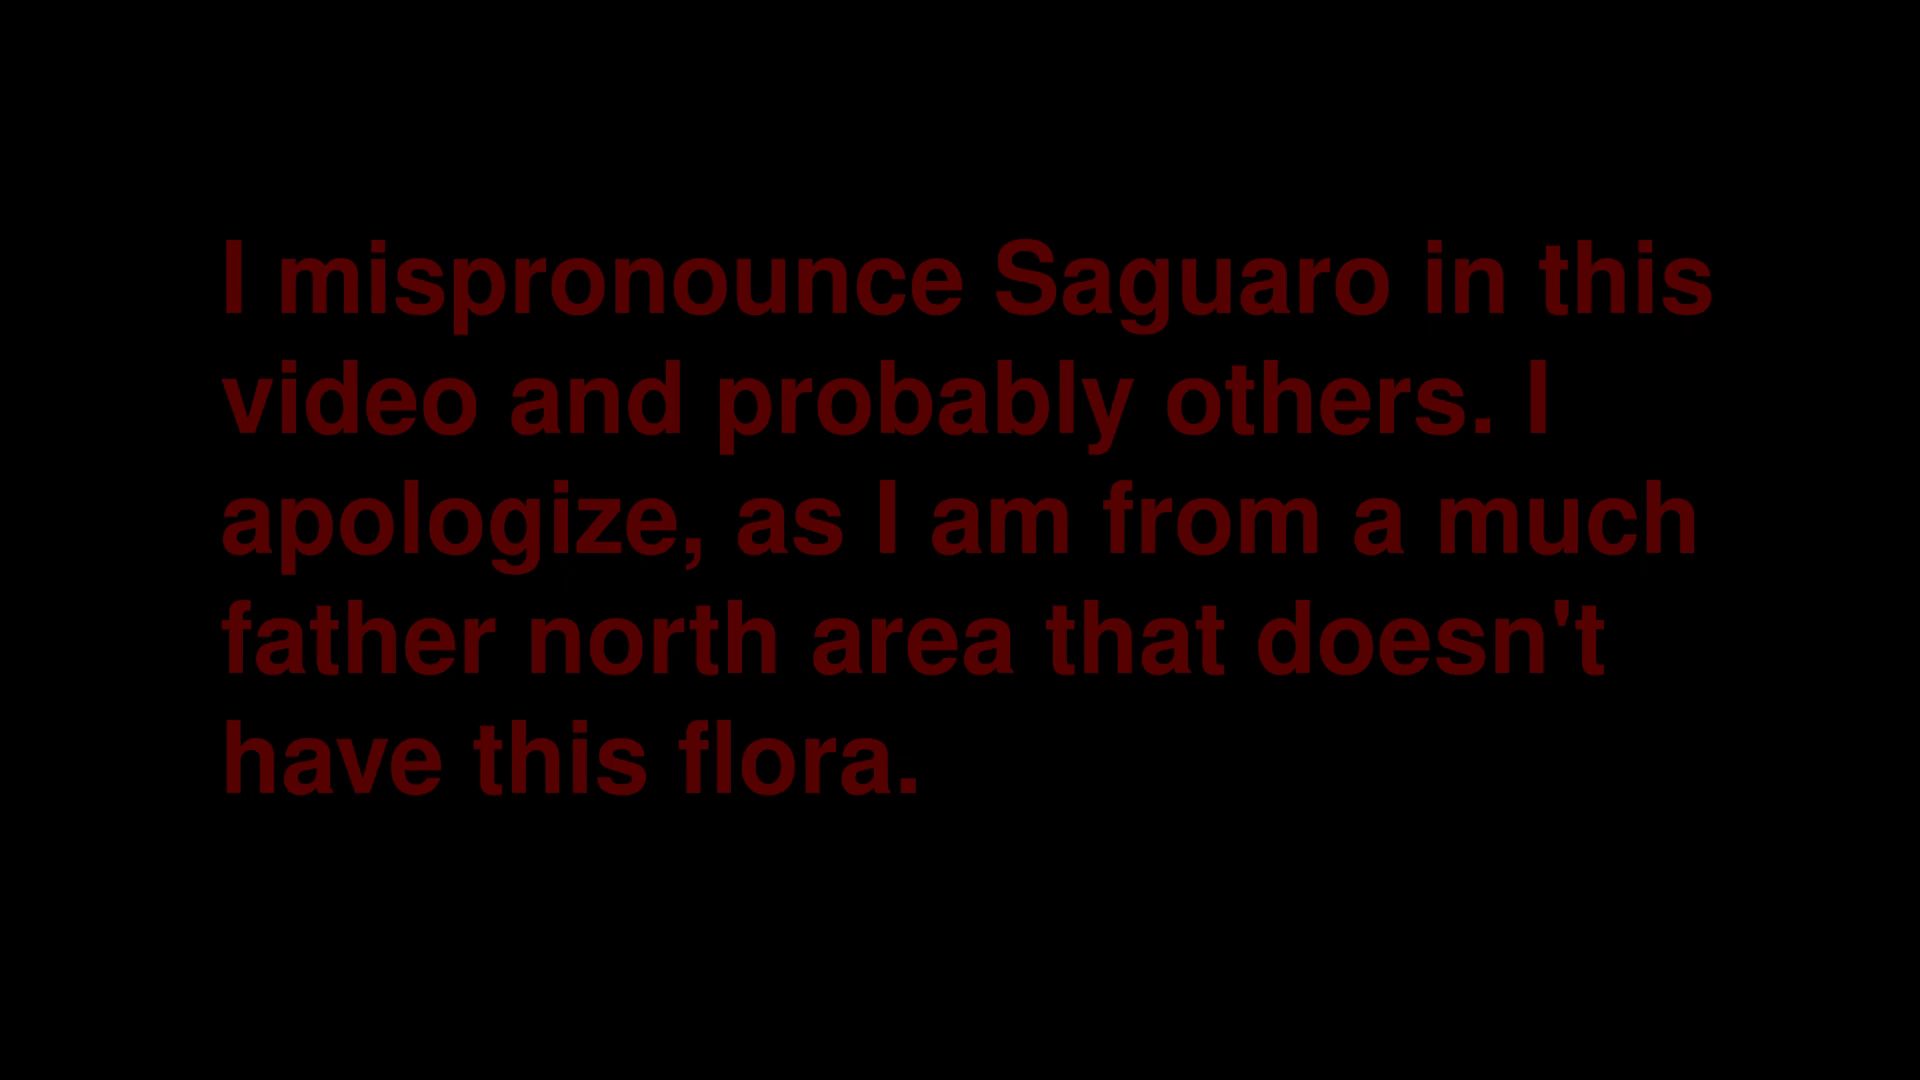 I mispronounce Saguaro in this
video and probably others. I
apologize, as I am from a much
father north area that doesn't
have this flora.